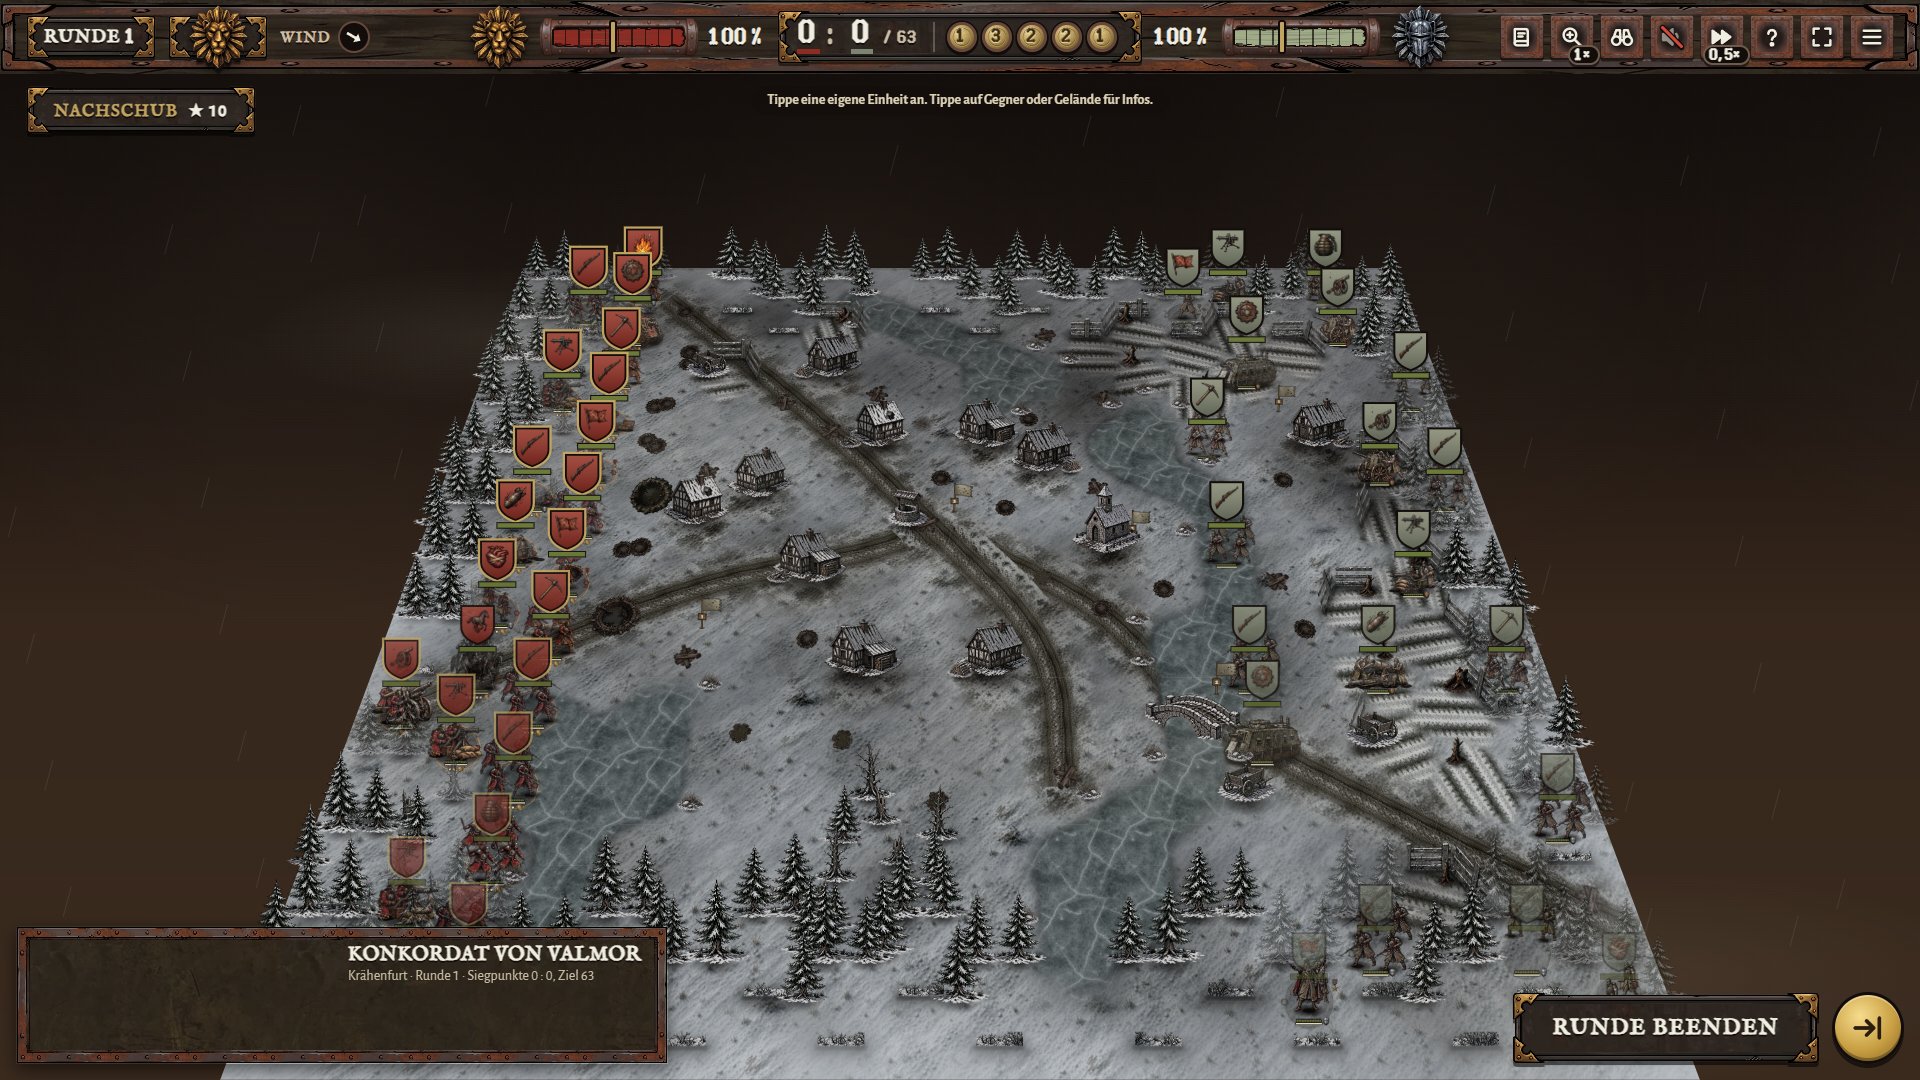 RUNDE 1
WIND
100 %
0 : 0 / 63
1 3 2 2 1
100 %
1×
0,5×
?
NACHSCHUB ★ 10
Tippe eine eigene Einheit an. Tippe auf Gegner oder Gelände für Infos.
KONKORDAT VON VALMOR
Krähenfurt · Runde 1 · Siegpunkte 0 : 0, Ziel 63
RUNDE BEENDEN